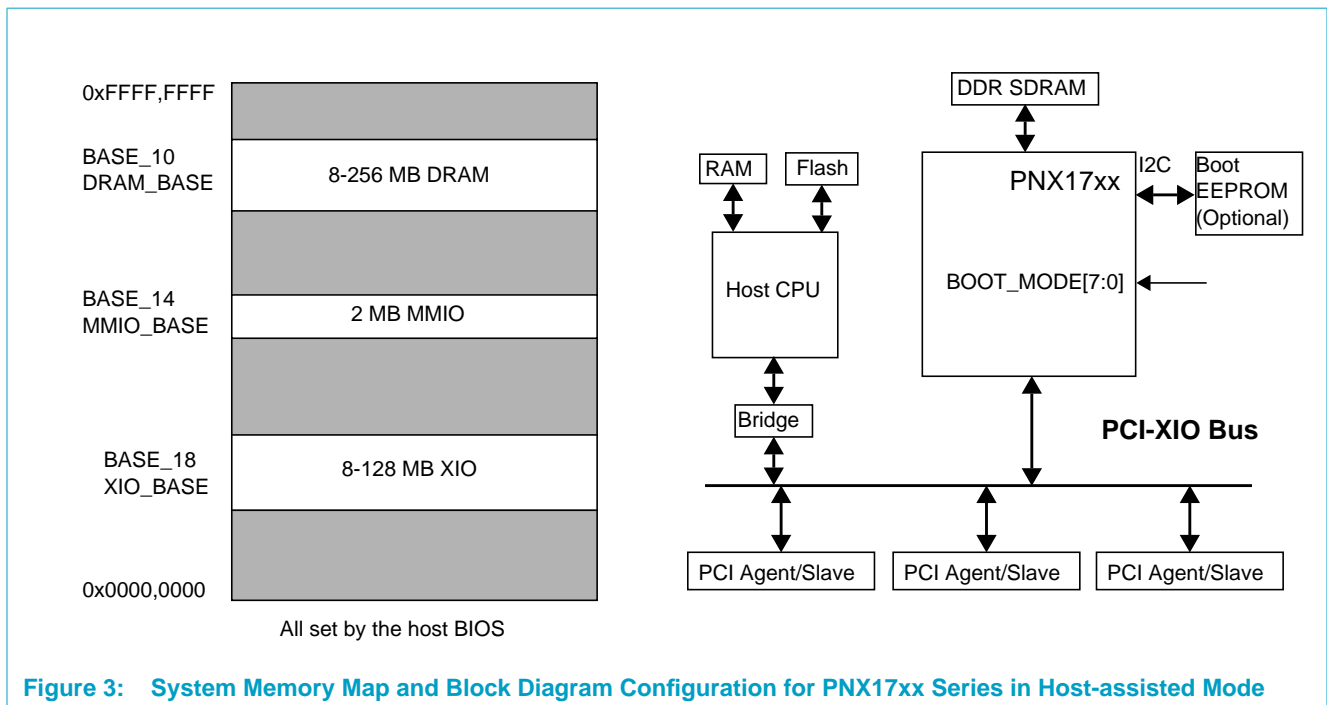 0xFFFF,FFFF
BASE_10
DRAM_BASE
8-256 MB DRAM
BASE_14
MMIO_BASE
2 MB MMIO
BASE_18
XIO_BASE
8-128 MB XIO
0x0000,0000
All set by the host BIOS
DDR SDRAM
RAM
Flash
PNX17xx
I2C
Boot
EEPROM
(Optional)
Host CPU
BOOT_MODE[7:0]
Bridge
PCI-XIO Bus
PCI Agent/Slave
PCI Agent/Slave
PCI Agent/Slave
Figure 3: System Memory Map and Block Diagram Configuration for PNX17xx Series in Host-assisted Mode